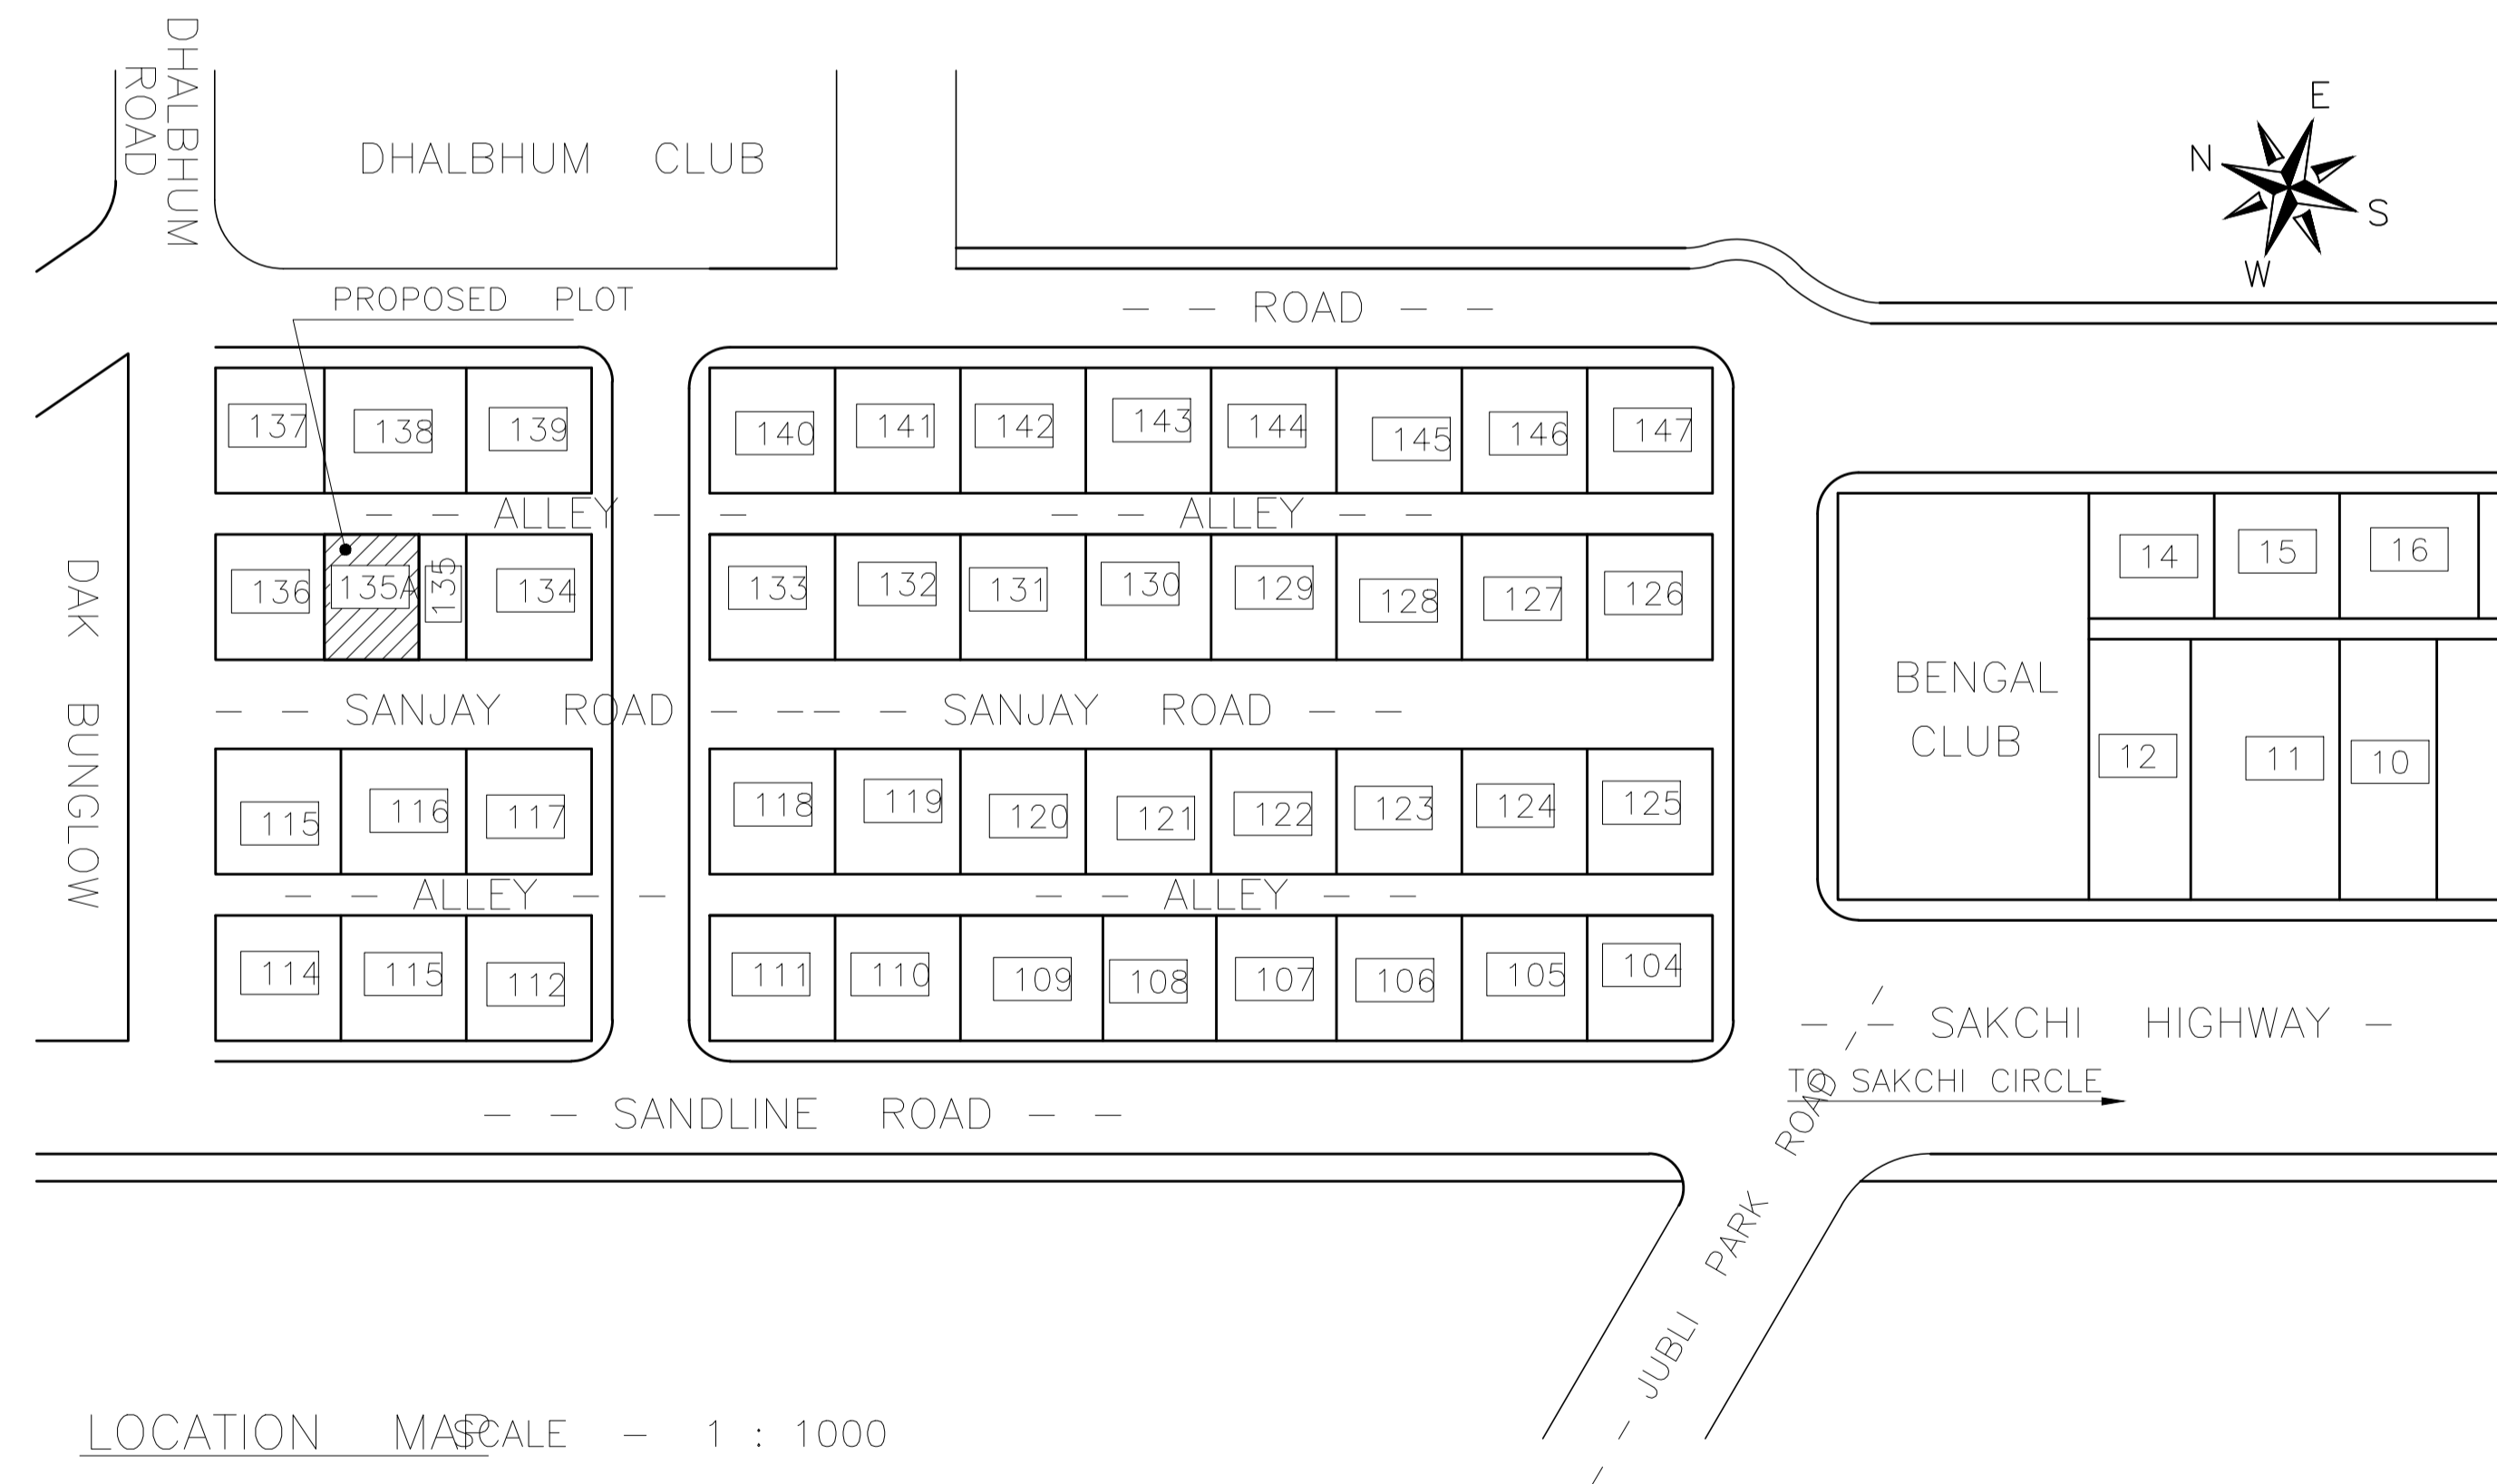 DHALBHUM
ROAD
DHALBHUM CLUB
E
N
S
W
PROPOSED PLOT
— — ROAD — —
137
138
139
140
141
142
143
144
145
146
147
— — ALLEY — —
— — ALLEY — —
136
135A
135
134
133
132
131
130
129
128
127
126
14
15
16
DAK BUNGLOW
— — SANJAY ROAD — —
— — SANJAY ROAD — —
BENGAL
CLUB
12
11
10
115
116
117
118
119
120
121
122
123
124
125
— — ALLEY — —
— — ALLEY — —
114
115
112
111
110
109
108
107
106
105
104
— — SAKCHI HIGHWAY —
TO SAKCHI CIRCLE
— — SANDLINE ROAD — —
— — JUBLI PARK ROAD — —
LOCATION MAP
SCALE — 1 : 1000